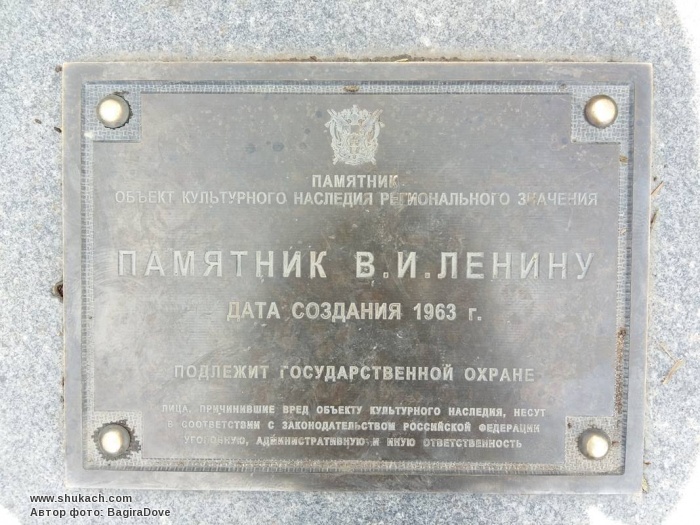 ПАМЯТНИК
ОБЪЕКТ КУЛЬТУРНОГО НАСЛЕДИЯ РЕГИОНАЛЬНОГО ЗНАЧЕНИЯ
ПАМЯТНИК В.И.ЛЕНИНУ
ДАТА СОЗДАНИЯ 1963 г.
ПОДЛЕЖИТ ГОСУДАРСТВЕННОЙ ОХРАНЕ
ЛИЦА, ПРИЧИНИВШИЕ ВРЕД ОБЪЕКТУ КУЛЬТУРНОГО НАСЛЕДИЯ, НЕСУТ
В СООТВЕТСТВИИ С ЗАКОНОДАТЕЛЬСТВОМ РОССИЙСКОЙ ФЕДЕРАЦИИ
УГОЛОВНУЮ, АДМИНИСТРАТИВНУЮ И ИНУЮ ОТВЕТСТВЕННОСТЬ
www.shukach.com
Автор фото: BagiraDove